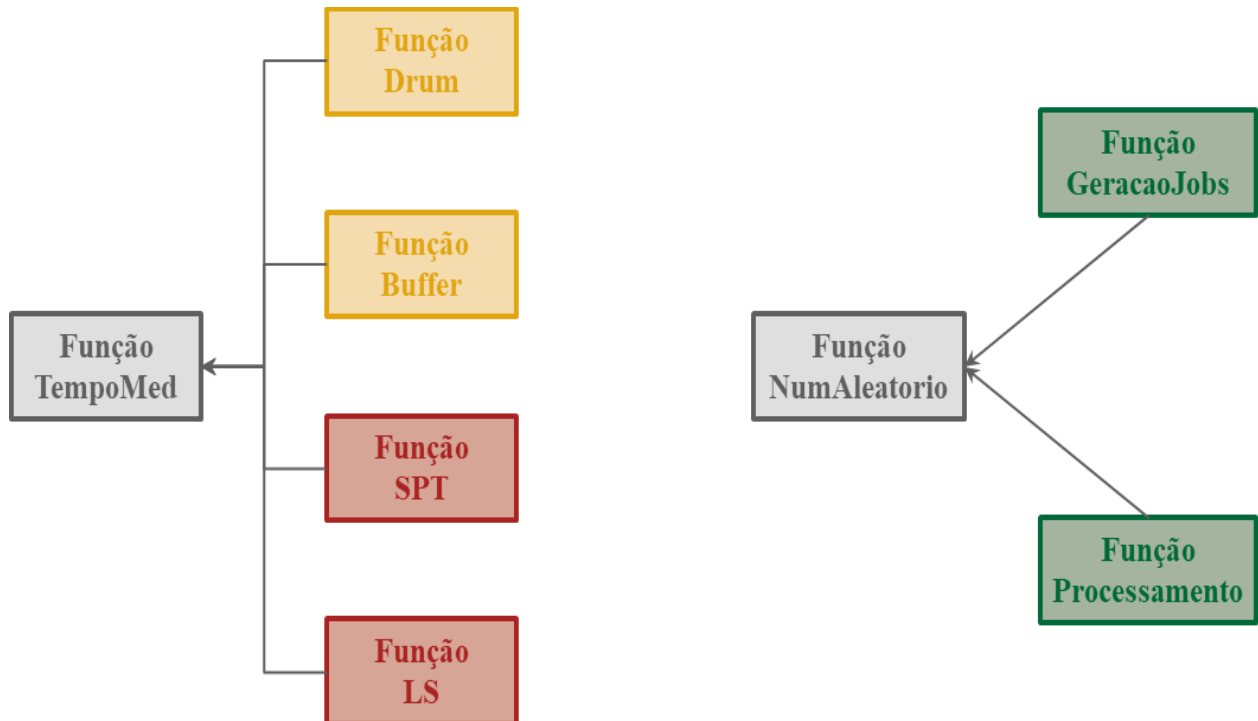 Função
Drum
Função
Buffer
Função
TempoMed
Função
SPT
Função
LS
Função
GeracaoJobs
Função
NumAleatorio
Função
Processamento